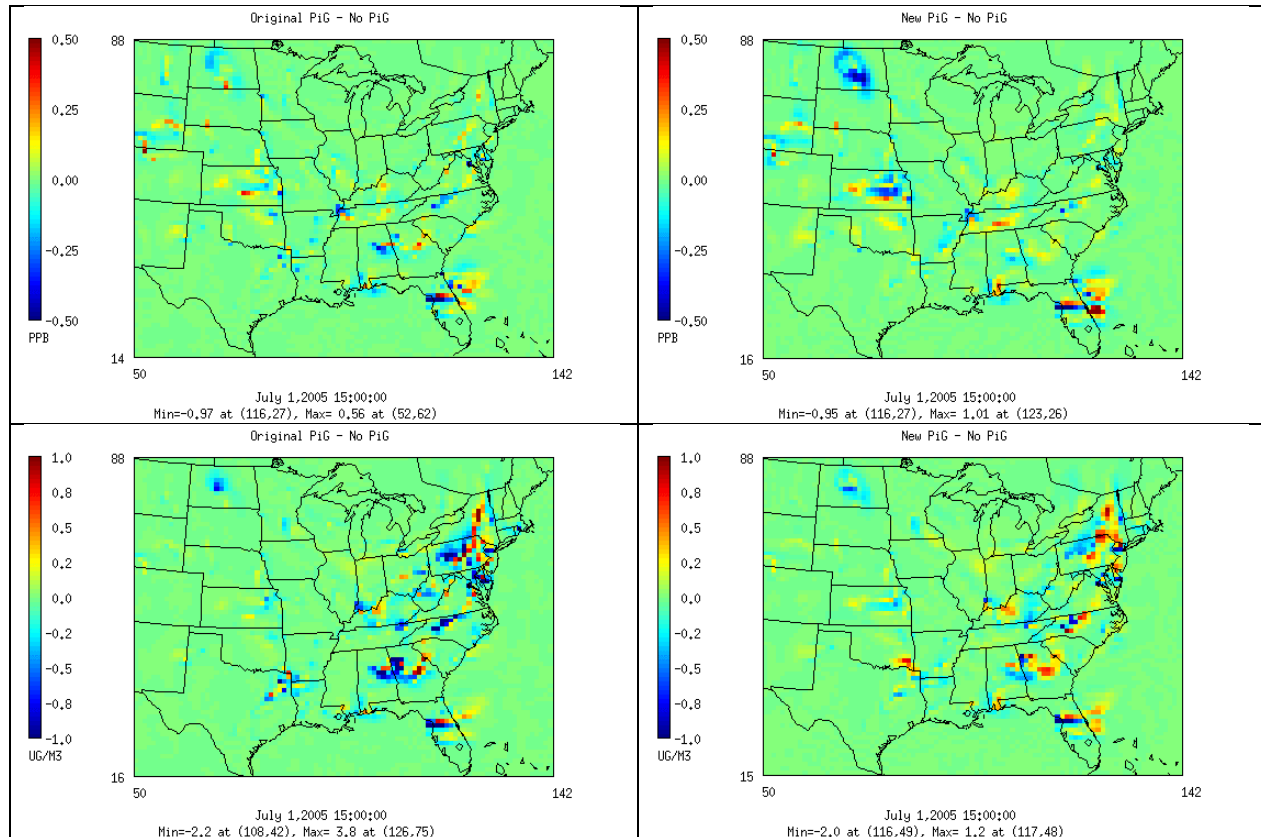 Original PiG - No PiG
0.50
0.25
0.00
-0.25
-0.50
PPB
88
14
50
142
July 1,2005 15:00:00
Min=-0.97 at (116,27), Max= 0.56 at (52,62)
New PiG - No PiG
0.50
0.25
0.00
-0.25
-0.50
PPB
88
16
50
142
July 1,2005 15:00:00
Min=-0.95 at (116,27), Max= 1.01 at (123,26)
Original PiG - No PiG
1.0
0.8
0.5
0.2
0.0
-0.2
-0.5
-0.8
-1.0
UG/M3
88
16
50
142
July 1,2005 15:00:00
Min=-2.2 at (108,42), Max= 3.8 at (126,75)
New PiG - No PiG
1.0
0.8
0.5
0.2
0.0
-0.2
-0.5
-0.8
-1.0
UG/M3
88
15
50
142
July 1,2005 15:00:00
Min=-2.0 at (116,49), Max= 1.2 at (117,48)